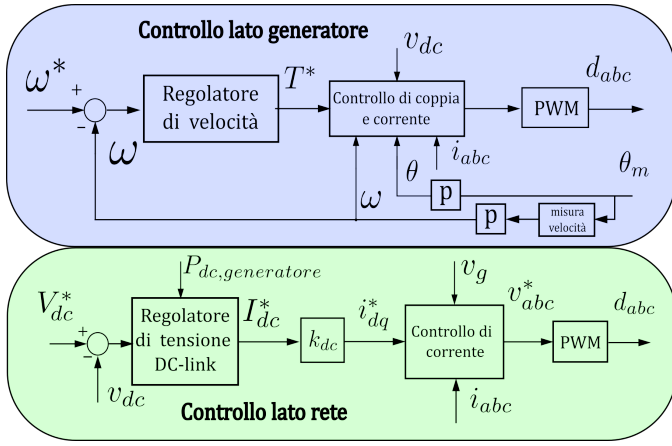 Controllo lato generatore
ω*
+
-
ω
Regolatore
di velocità
T*
v_dc
Controllo di coppia
e corrente
i_abc
PWM
d_abc
θ
ω
p
θ_m
p
misura
velocità
P_dc,generatore
V*_dc
+
−
v_dc
Regolatore
di tensione
DC-link
I*_dc
k_dc
i*_dq
v_g
Controllo di
corrente
i_abc
v*_abc
PWM
d_abc
Controllo lato rete